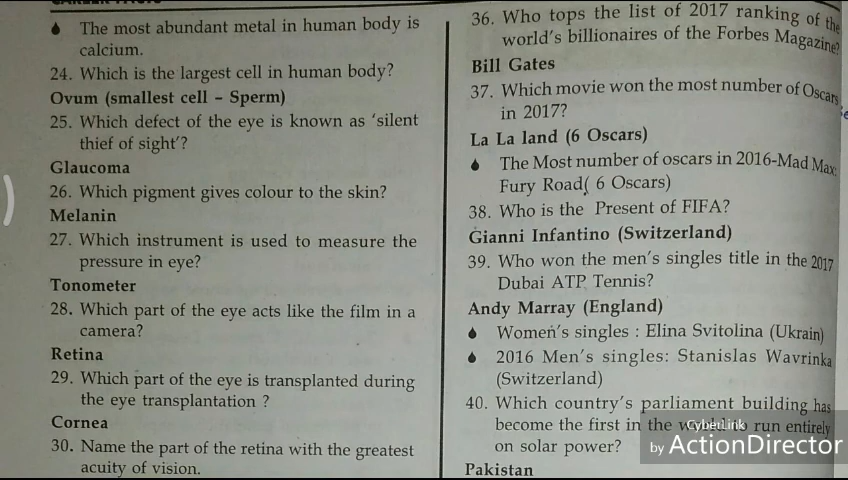 The most abundant metal in human body is
calcium.
24. Which is the largest cell in human body?
Ovum (smallest cell – Sperm)
25. Which defect of the eye is known as 'silent
thief of sight'?
Glaucoma
26. Which pigment gives colour to the skin?
Melanin
27. Which instrument is used to measure the
pressure in eye?
Tonometer
28. Which part of the eye acts like the film in a
camera?
Retina
29. Which part of the eye is transplanted during
the eye transplantation ?
Cornea
30. Name the part of the retina with the greatest
acuity of vision.
36. Who tops the list of 2017 ranking of the
world's billionaires of the Forbes Magazine?
Bill Gates
37. Which movie won the most number of Oscars
in 2017?
La La land (6 Oscars)
The Most number of oscars in 2016-Mad Max:
Fury Road( 6 Oscars)
38. Who is the Present of FIFA?
Gianni Infantino (Switzerland)
39. Who won the men's singles title in the 2017
Dubai ATP Tennis?
Andy Marray (England)
Women's singles : Elina Svitolina (Ukrain)
2016 Men's singles: Stanislas Wawrinka
(Switzerland)
40. Which country's parliament building has
become the first in the to run entirely
on solar power?
Pakistan
CyberLink
by ActionDirector